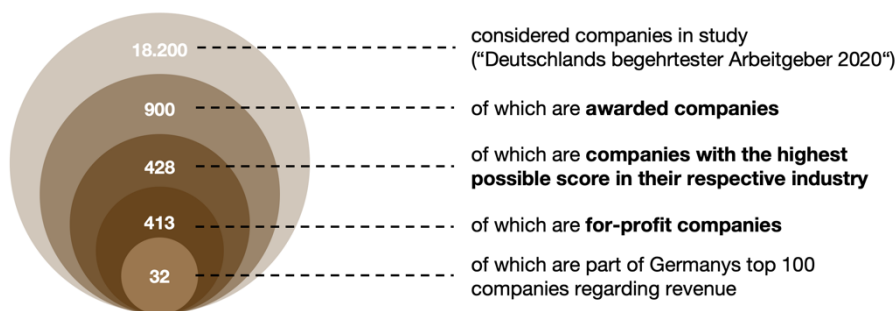 18.200
considered companies in study
(“Deutschlands begehrtester Arbeitgeber 2020“)
900
of which are awarded companies
428
of which are companies with the highest
possible score in their respective industry
413
of which are for-profit companies
32
of which are part of Germanys top 100
companies regarding revenue